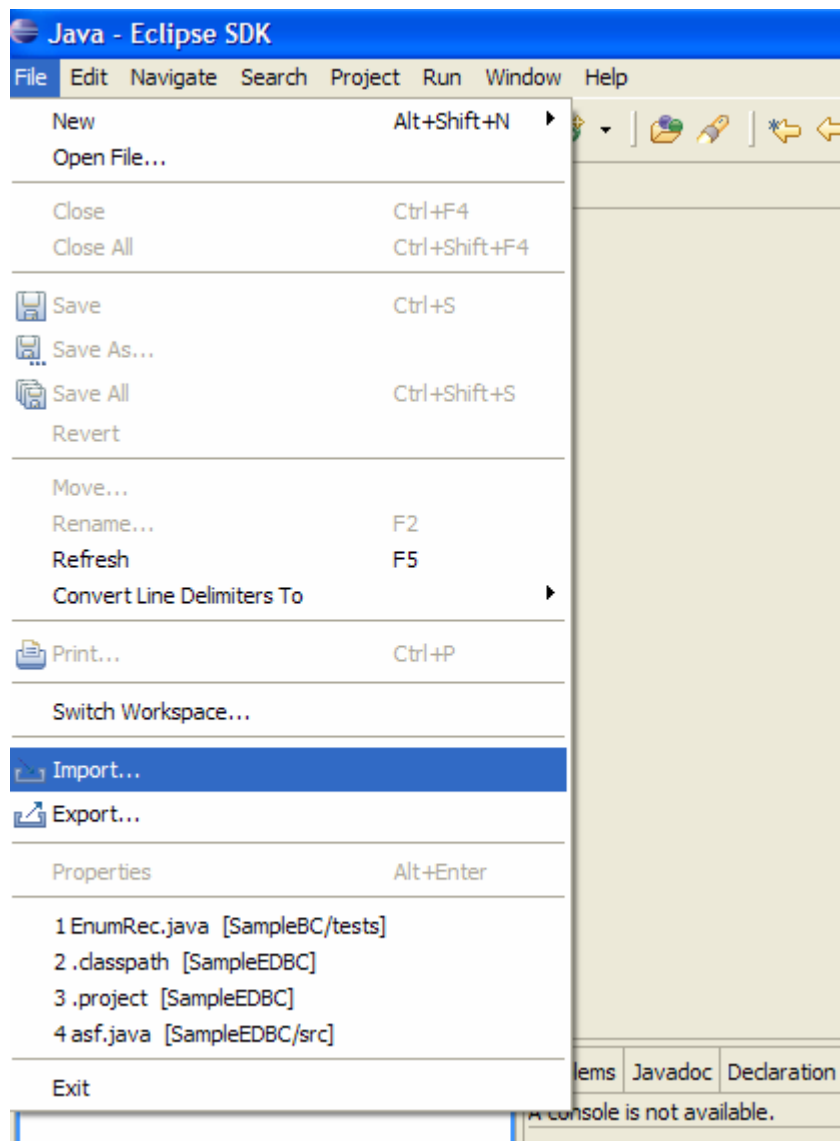 Java - Eclipse SDK
File Edit Navigate Search Project Run Window Help
New Alt+Shift+N
Open File...
Close Ctrl+F4
Close All Ctrl+Shift+F4
Save Ctrl+S
Save As...
Save All Ctrl+Shift+S
Revert
Move...
Rename... F2
Refresh F5
Convert Line Delimiters To
Print... Ctrl+P
Switch Workspace...
Import...
Export...
Properties Alt+Enter
1 EnumRec.java [SampleBC/tests]
2 .classpath [SampleEDBC]
3 .project [SampleEDBC]
4 asf.java [SampleEDBC/src]
Exit
lems Javadoc Declaration
A console is not available.